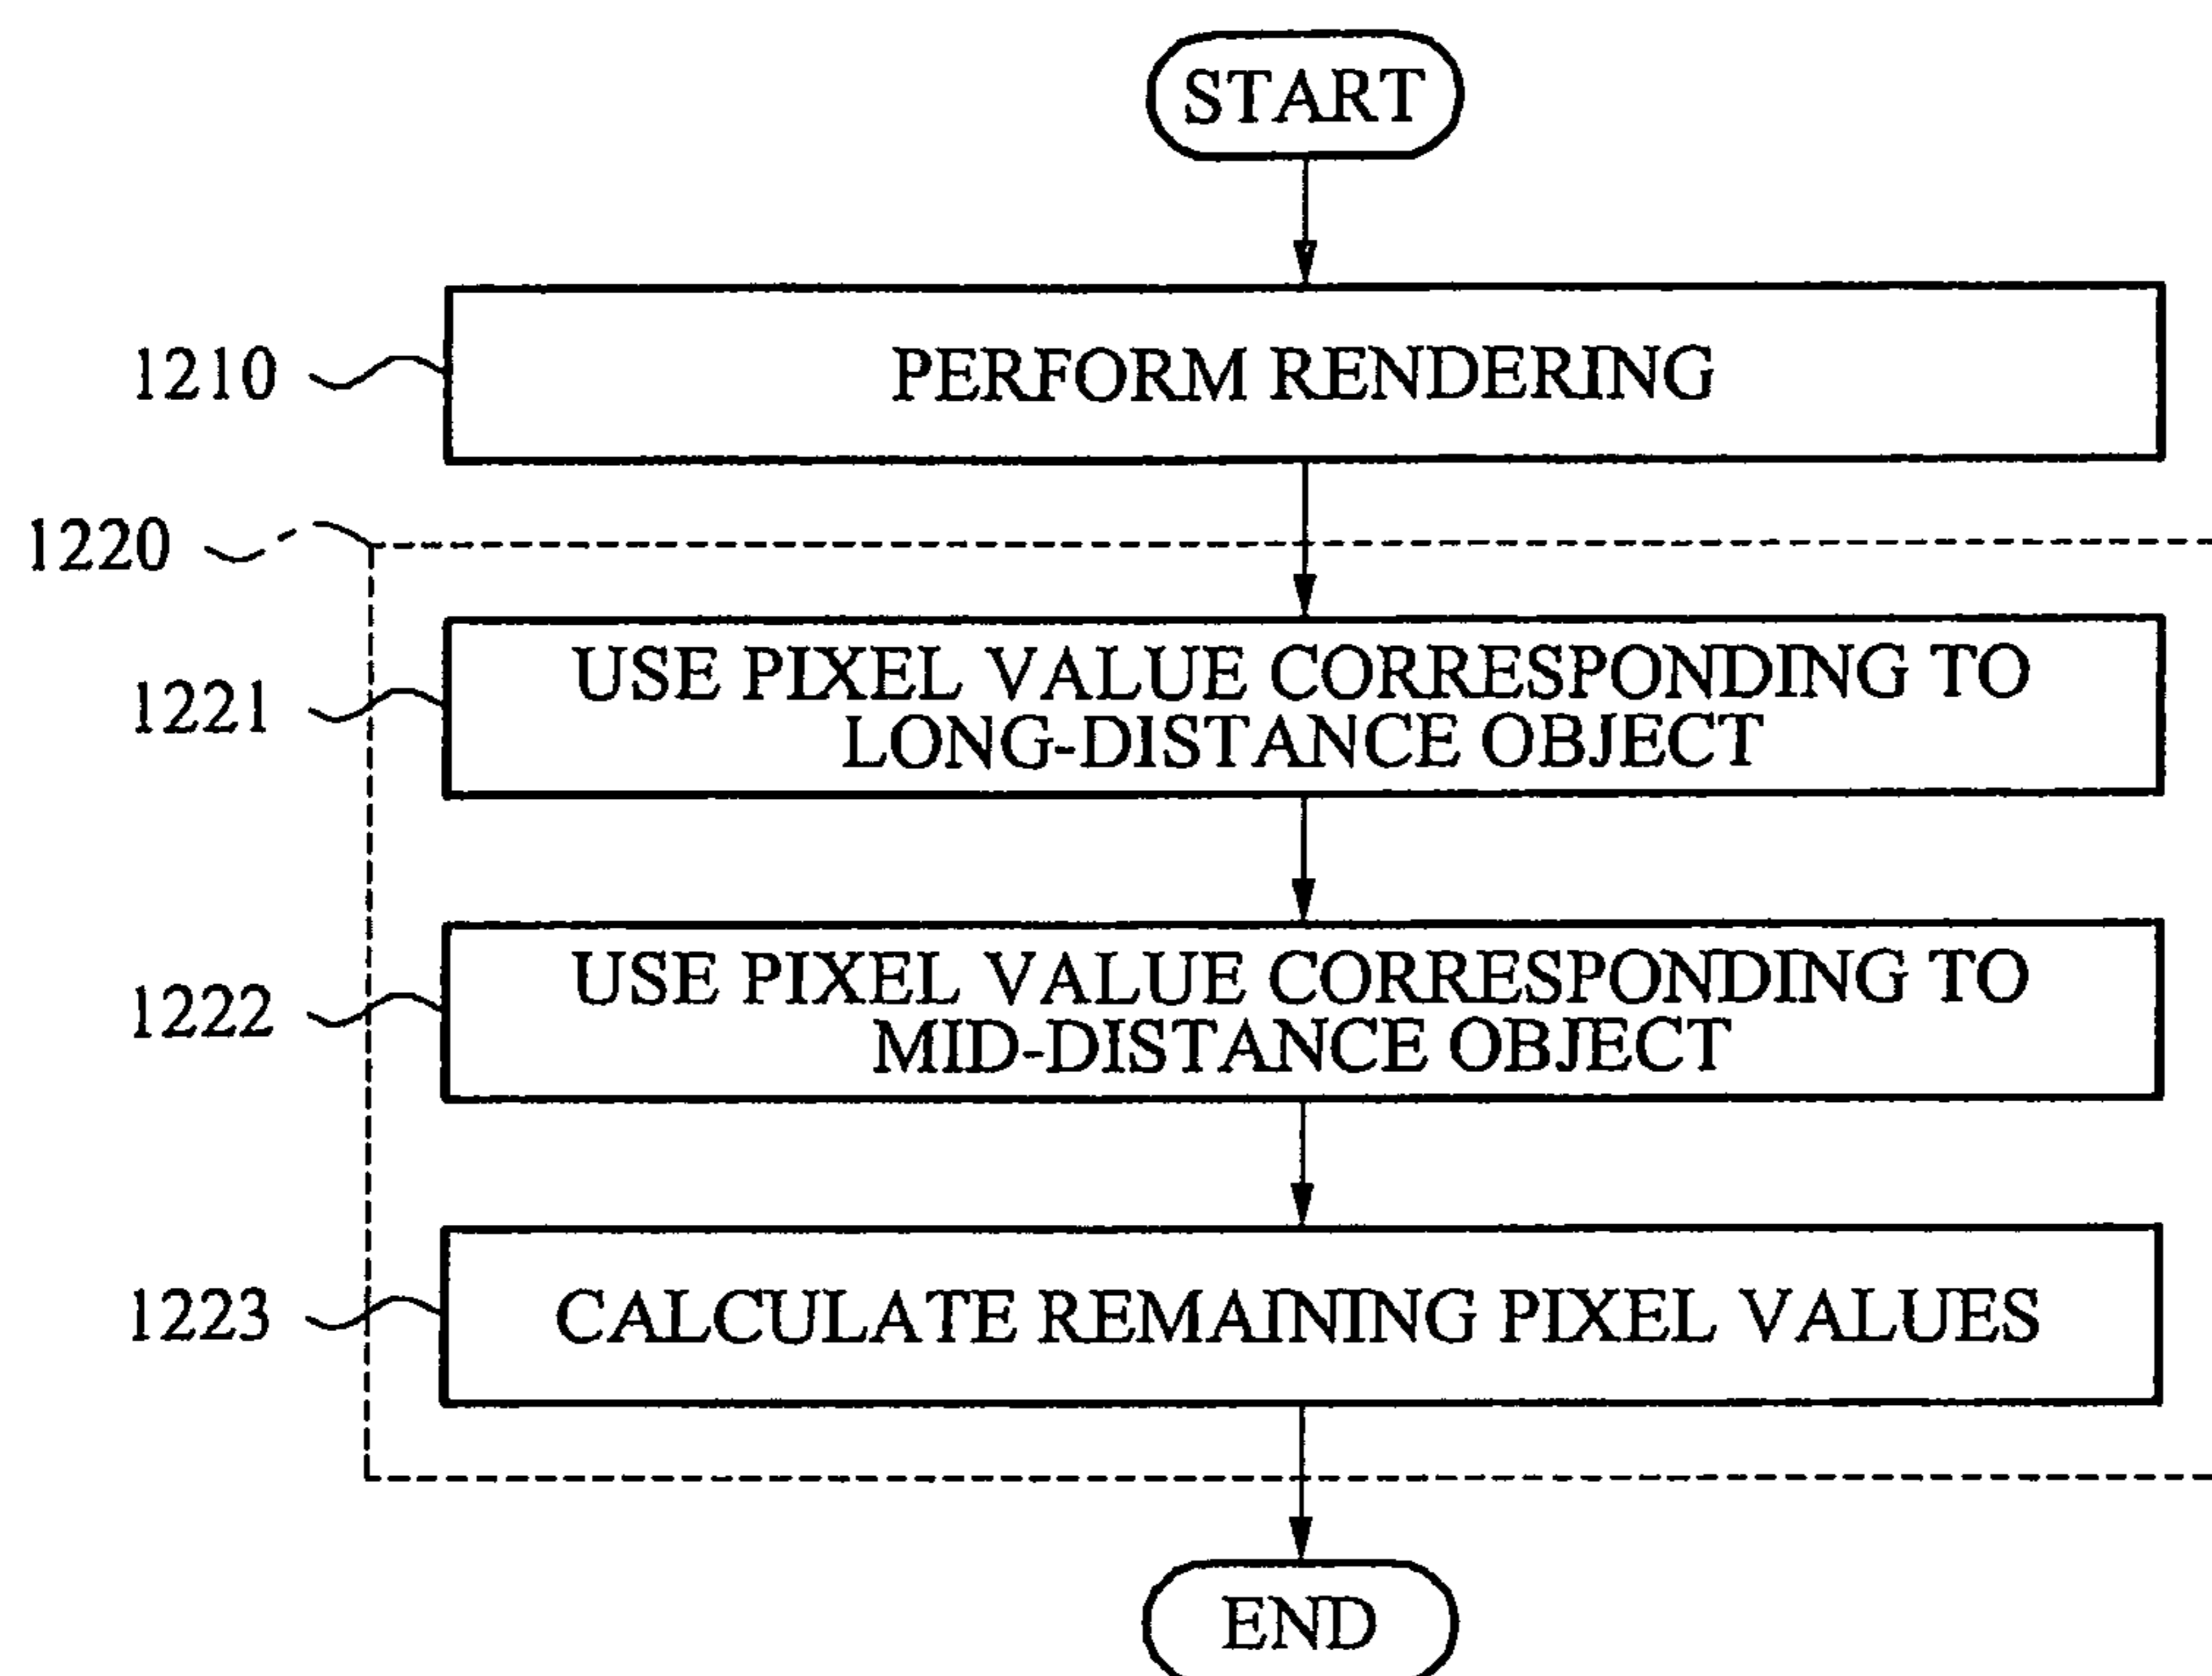 START
1210
PERFORM RENDERING
1220
1221
USE PIXEL VALUE CORRESPONDING TO
LONG-DISTANCE OBJECT
1222
USE PIXEL VALUE CORRESPONDING TO
MID-DISTANCE OBJECT
1223
CALCULATE REMAINING PIXEL VALUES
END